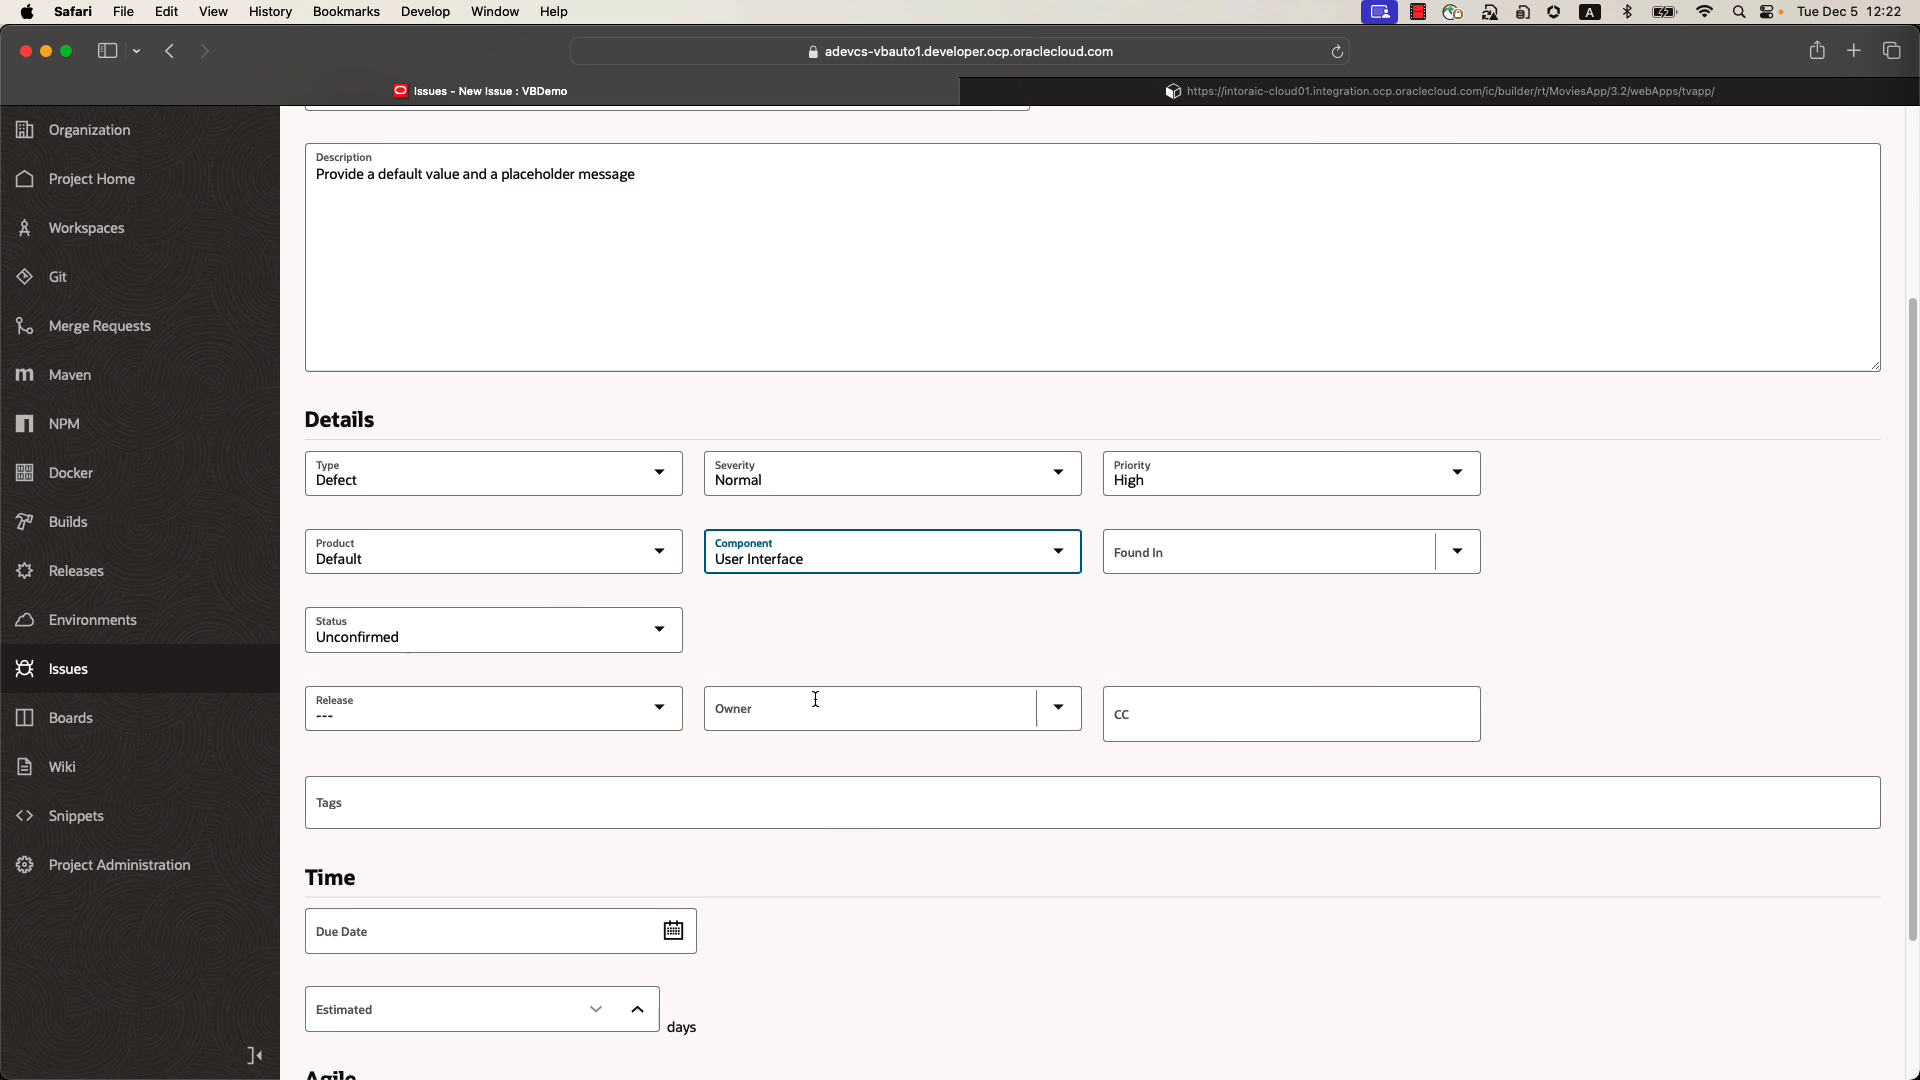 Safari File Edit View History Bookmarks Develop Window Help A Tue Dec 5 12:22
adevcs-vbauto1.developer.ocp.oraclecloud.com
Issues - New Issue : VBDemo
https://intoraic-cloud01.integration.ocp.oraclecloud.com/ic/builder/rt/MoviesApp/3.2/webApps/tvapp/
Organization
Project Home
Workspaces
Git
Merge Requests
Maven
NPM
Docker
Builds
Releases
Environments
Issues
Boards
Wiki
Snippets
Project Administration
Description
Provide a default value and a placeholder message
Details
Type
Defect
Severity
Normal
Priority
High
Product
Default
Component
User Interface
Found In
Status
Unconfirmed
Release
---
Owner
CC
Tags
Time
Due Date
Estimated
days
Agile